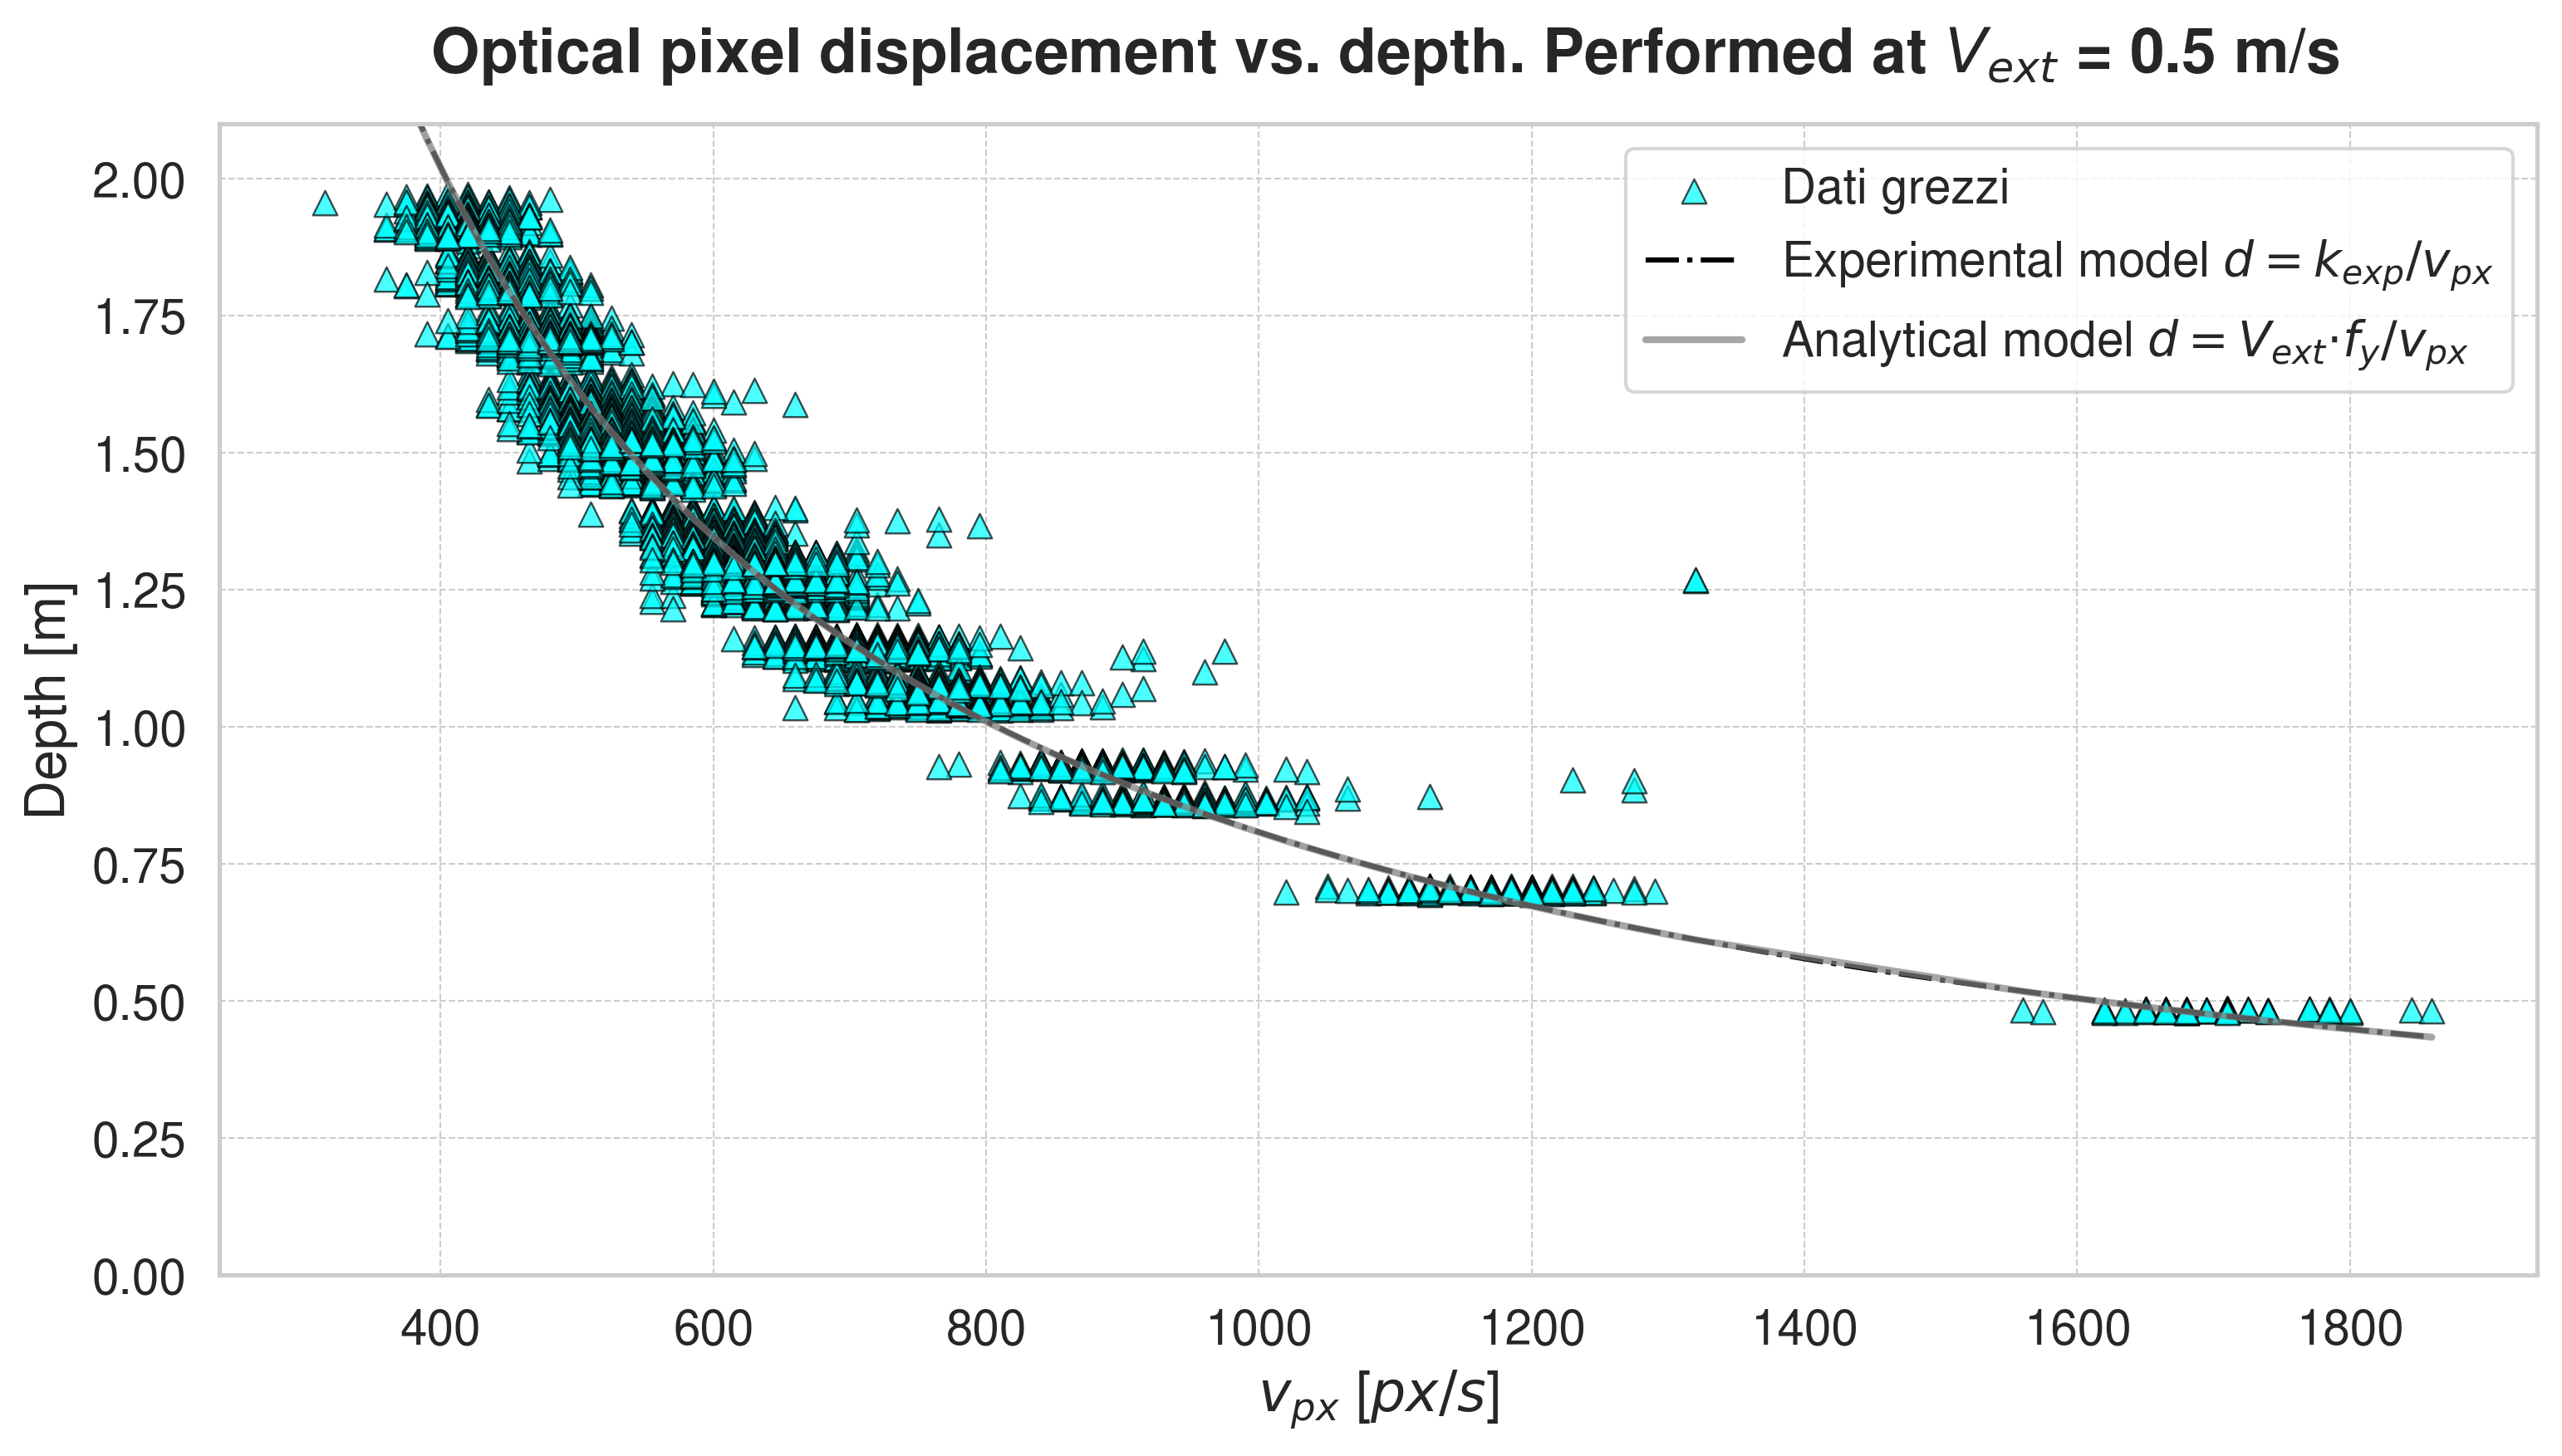 Optical pixel displacement vs. depth. Performed at V_ext = 0.5 m/s
Dati grezzi
Experimental model d = k_exp/v_px
Analytical model d = V_ext·f_y/v_px
Depth [m]
2.00
1.75
1.50
1.25
1.00
0.75
0.50
0.25
0.00
400 600 800 1000 1200 1400 1600 1800
v_px [px/s]